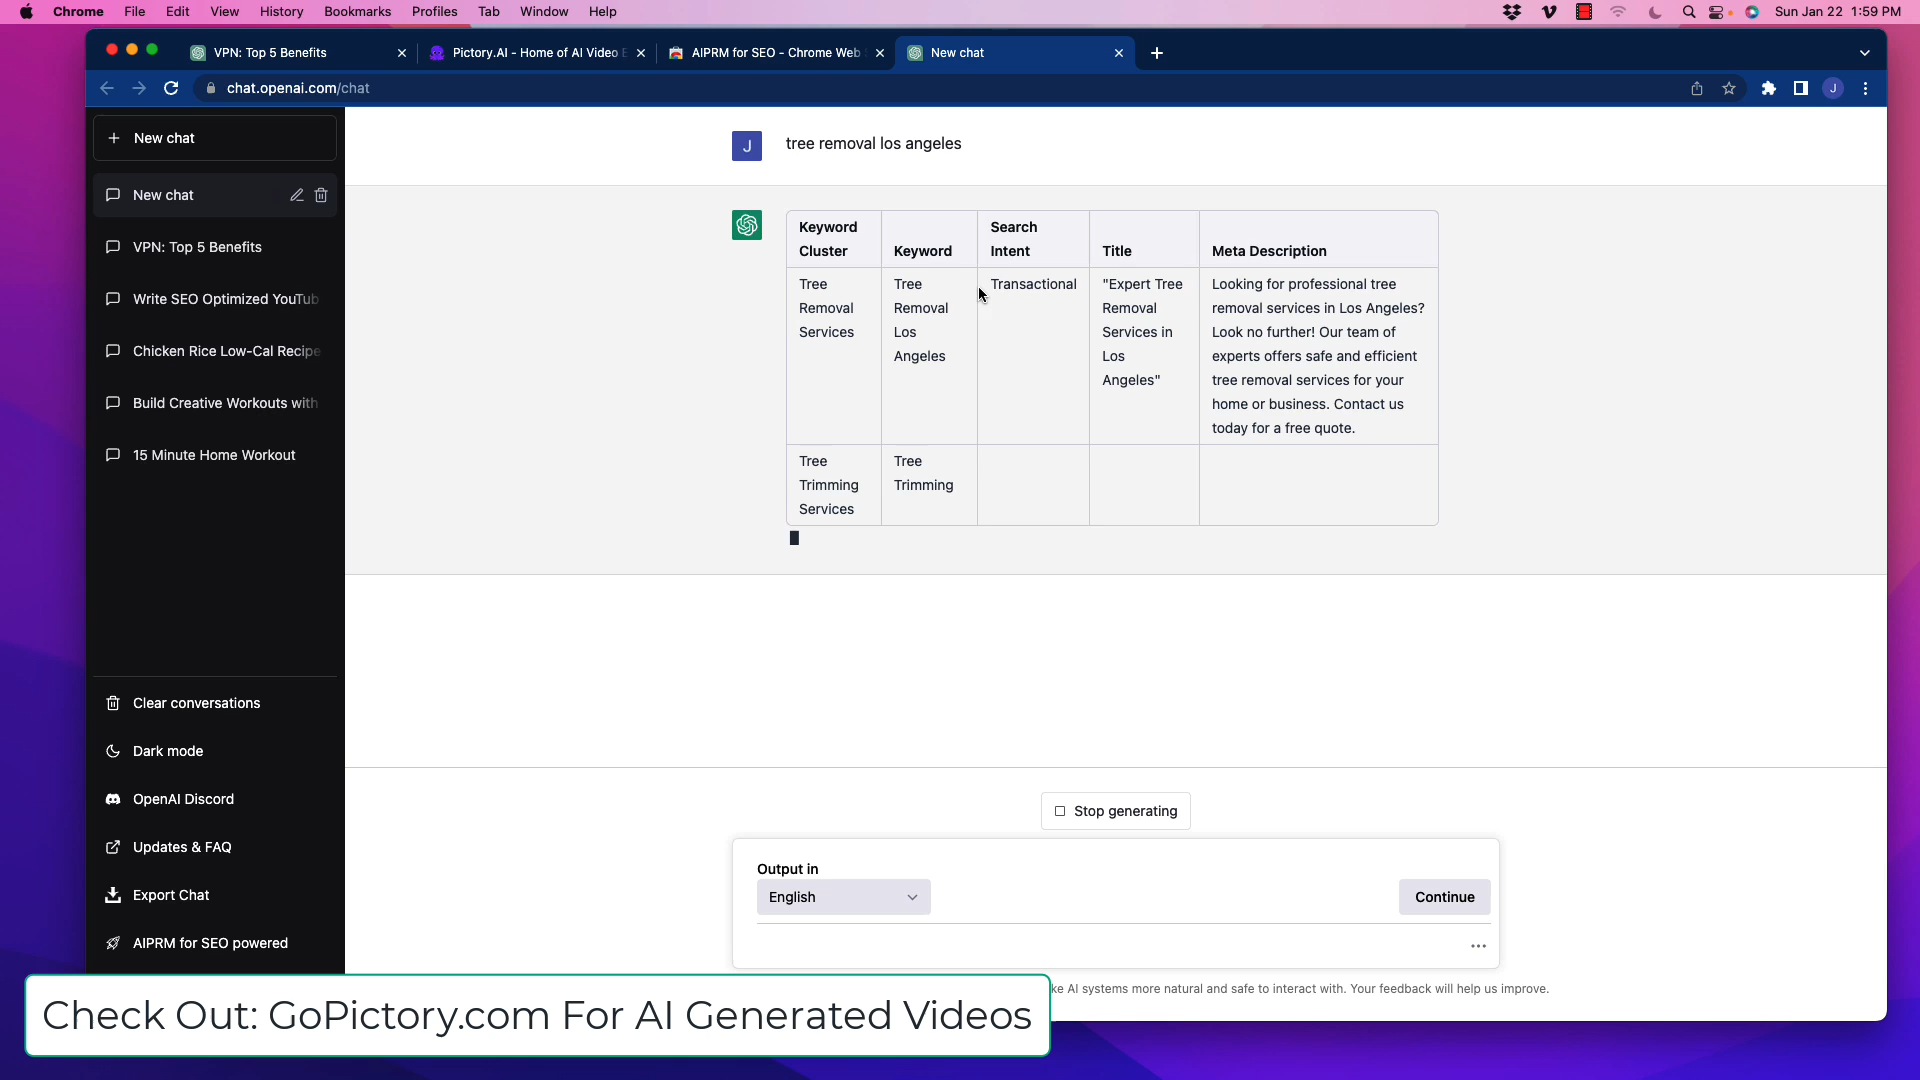 Chrome File Edit View History Bookmarks Profiles Tab Window Help Sun Jan 22 1:59 PM
VPN: Top 5 Benefits Pictory.AI - Home of AI Video E AIPRM for SEO - Chrome Web New chat
chat.openai.com/chat J
New chat
New chat
VPN: Top 5 Benefits
Write SEO Optimized YouTub
Chicken Rice Low-Cal Recipe
Build Creative Workouts with
15 Minute Home Workout
Clear conversations
Dark mode
OpenAI Discord
Updates & FAQ
Export Chat
AIPRM for SEO powered
J tree removal los angeles
Keyword Cluster
Keyword
Search Intent
Title
Meta Description
Tree
Removal
Services
Tree
Removal
Los
Angeles
Transactional
"Expert Tree
Removal
Services in
Los
Angeles"
Looking for professional tree
removal services in Los Angeles?
Look no further! Our team of
experts offers safe and efficient
tree removal services for your
home or business. Contact us
today for a free quote.
Tree
Trimming
Services
Tree
Trimming
Stop generating
Output in
English
Continue
ke AI systems more natural and safe to interact with. Your feedback will help us improve.
Check Out: GoPictory.com For AI Generated Videos